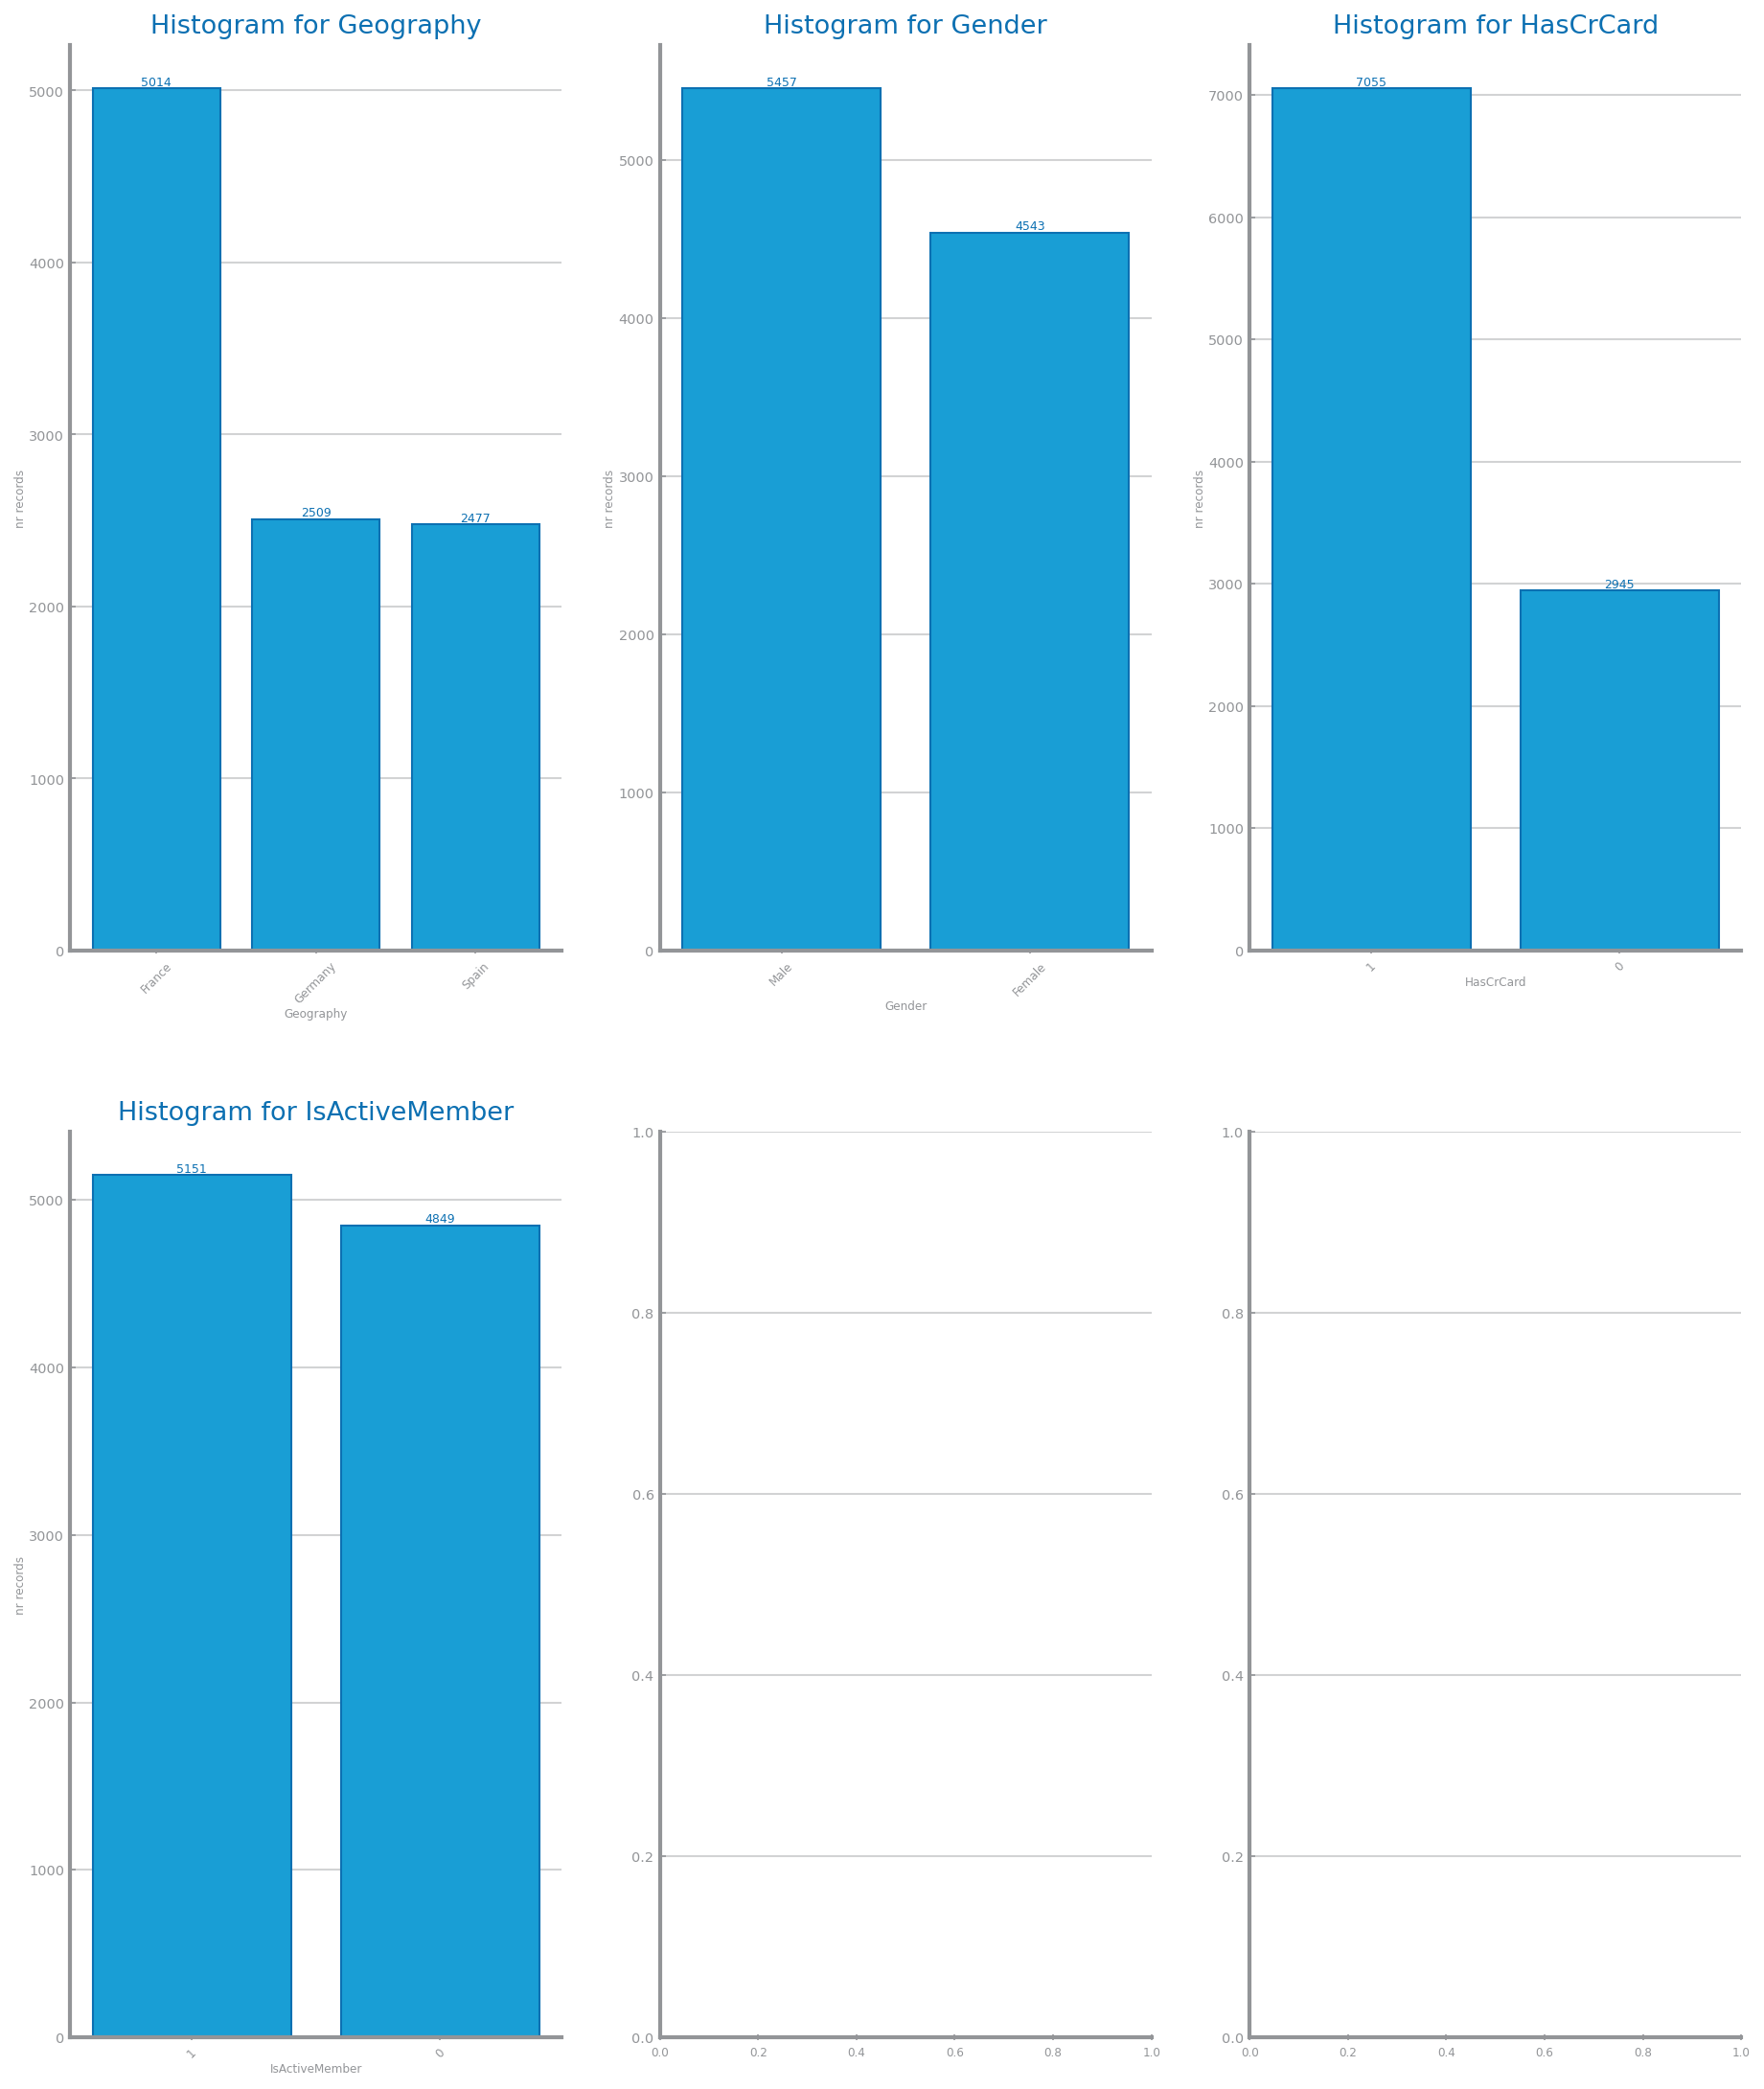 Histogram for Geography
5014
5000
4000
3000
2509
2477
2000
1000
0
nr records
France
Germany
Spain
Geography
Histogram for Gender
5457
5000
4543
4000
3000
2000
1000
0
nr records
Male
Female
Gender
Histogram for HasCrCard
7055
7000
6000
5000
4000
3000
2945
2000
1000
0
nr records
1
0
HasCrCard
Histogram for IsActiveMember
5151
5000
4849
4000
3000
2000
1000
0
nr records
1
0
IsActiveMember
1.0
0.8
0.6
0.4
0.2
0.0
0.0 0.2 0.4 0.6 0.8 1.0
1.0
0.8
0.6
0.4
0.2
0.0
0.0 0.2 0.4 0.6 0.8 1.0